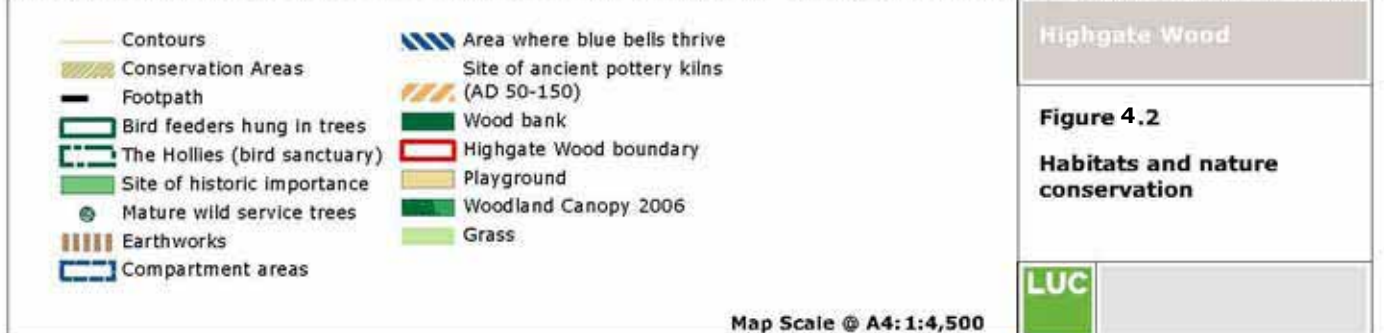 Contours
Conservation Areas
Footpath
Bird feeders hung in trees
The Hollies (bird sanctuary)
Site of historic importance
Mature wild service trees
Earthworks
Compartment areas
Area where blue bells thrive
Site of ancient pottery kilns
(AD 50-150)
Wood bank
Highgate Wood boundary
Playground
Woodland Canopy 2006
Grass
Map Scale @ A4: 1:4,500
Highgate Wood
Figure 4.2
Habitats and nature
conservation
LUC